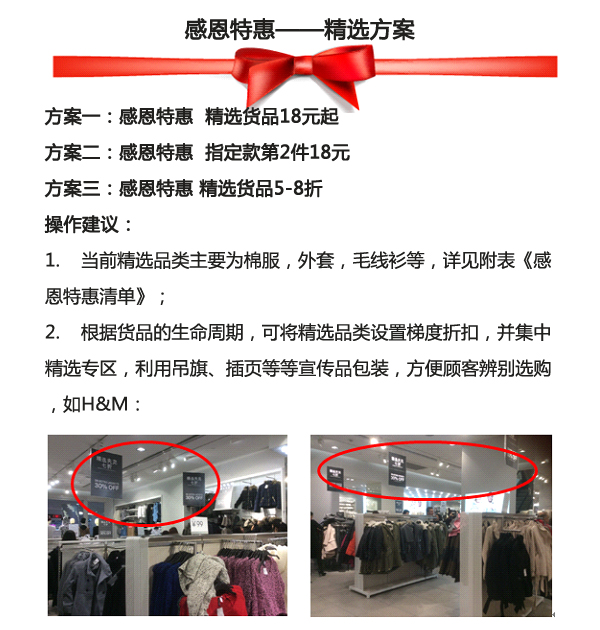 感恩特惠——精选方案
方案一：感恩特惠  精选货品18元起
方案二：感恩特惠  指定款第2件18元
方案三：感恩特惠 精选货品5-8折
操作建议：
1.    当前精选品类主要为棉服，外套，毛线衫等，详见附表《感
恩特惠清单》；
2.    根据货品的生命周期，可将精选品类设置梯度折扣，并集中
精选专区，利用吊旗、插页等等宣传品包装，方便顾客辨别选购
，如H&M：
七折
30% OFF
30% OFF
99
30% OFF